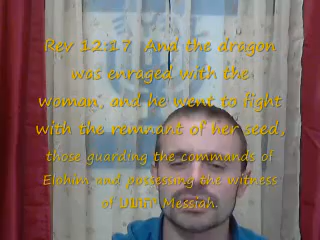 Rev 12:17 And the dragon
was enraged with the
woman, and he went to fight
with the remnant of her seed,
those guarding the commands of
Elohim and possessing the witness
of Messiah.